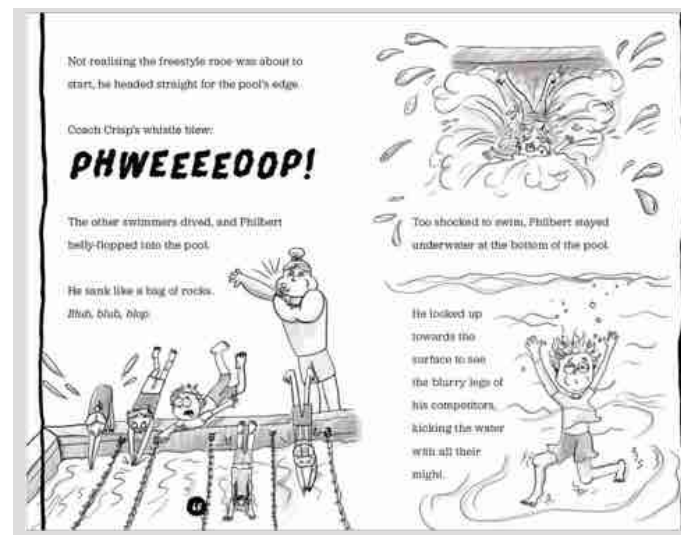 Not realising the freestyle race was about to
start, he headed straight for the pool's edge.
Coach Crisp's whistle blew:
PHWEEEEOOP!
The other swimmers dived, and Philbert
belly-flopped into the pool.
He sank like a bag of rocks.
Blub, blub, blop.
Too shocked to swim, Philbert stayed
underwater at the bottom of the pool.
He looked up
towards the
surface to see
the blurry legs of
his competitors,
kicking the water
with all their
might.